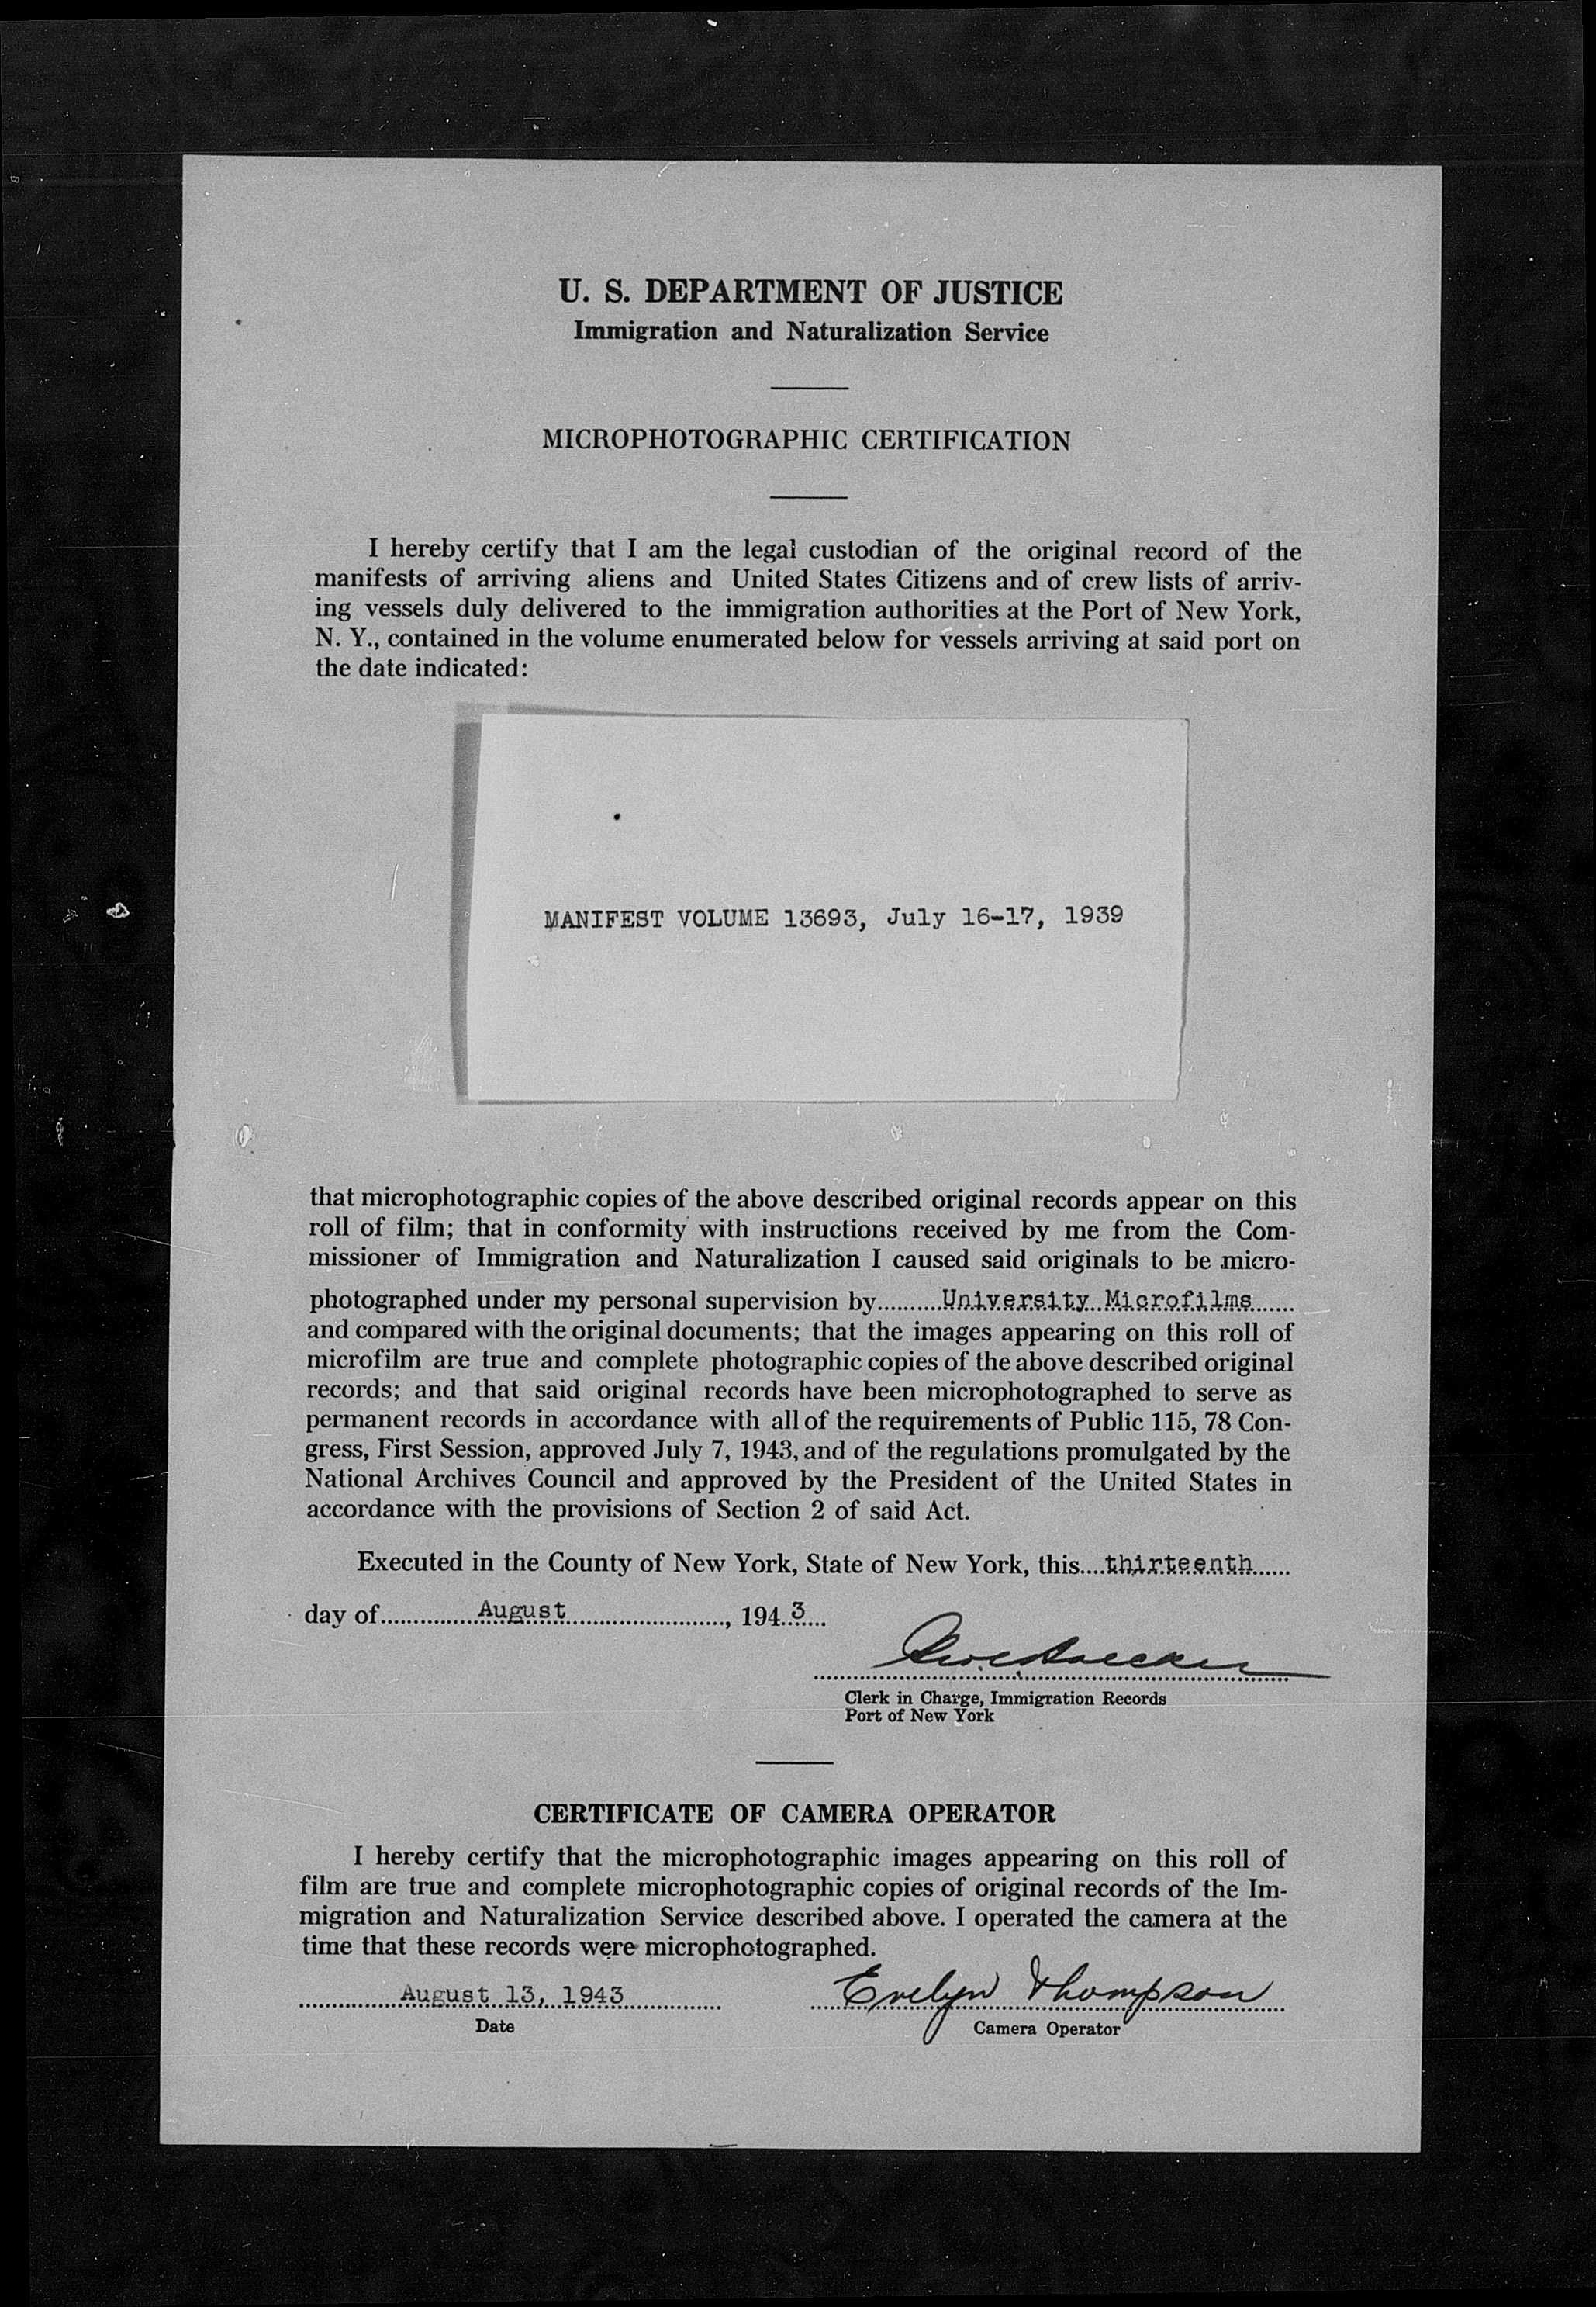 U. S. DEPARTMENT OF JUSTICE
Immigration and Naturalization Service
MICROPHOTOGRAPHIC CERTIFICATION
I hereby certify that I am the legal custodian of the original record of the
manifests of arriving aliens and United States Citizens and of crew lists of arriv-
ing vessels duly delivered to the immigration authorities at the Port of New York,
N. Y., contained in the volume enumerated below for vessels arriving at said port on
the date indicated:
MANIFEST VOLUME 13693, July 16-17, 1939
that microphotographic copies of the above described original records appear on this
roll of film; that in conformity with instructions received by me from the Com-
missioner of Immigration and Naturalization I caused said originals to be micro-
photographed under my personal supervision by University Microfilms
and compared with the original documents; that the images appearing on this roll of
microfilm are true and complete photographic copies of the above described original
records; and that said original records have been microphotographed to serve as
permanent records in accordance with all of the requirements of Public 115, 78 Con-
gress, First Session, approved July 7, 1943, and of the regulations promulgated by the
National Archives Council and approved by the President of the United States in
accordance with the provisions of Section 2 of said Act.
Executed in the County of New York, State of New York, this thirteenth
day of August, 1943
Clerk in Charge, Immigration Records
Port of New York
CERTIFICATE OF CAMERA OPERATOR
I hereby certify that the microphotographic images appearing on this roll of
film are true and complete microphotographic copies of original records of the Im-
migration and Naturalization Service described above. I operated the camera at the
time that these records were microphotographed.
August 13, 1943 Evelyn Thompson
Date Camera Operator